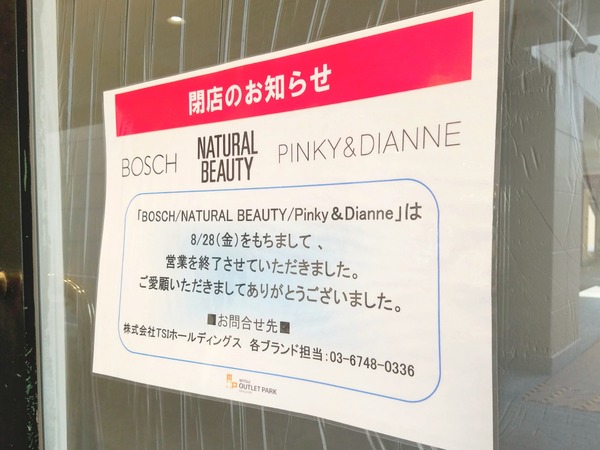 閉店のお知らせ
BOSCH NATURAL BEAUTY PINKY&DIANNE
「BOSCH/NATURAL BEAUTY/Pinky&Dianne」は
8/28(金)をもちまして、
営業を終了させていただきました。
ご愛願いただきましてありがとうございました。
■お問合せ先■
株式会社TSIホールディングス 各ブランド担当:03-6748-0336
OUTLET PARK